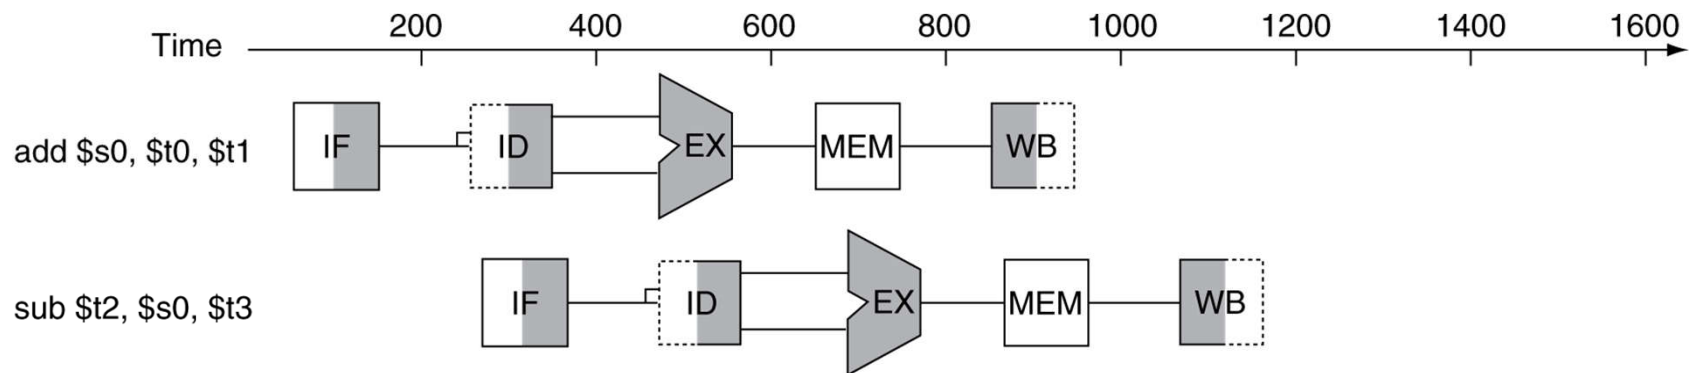 200 400 600 800 1000 1200 1400 1600
Time
add $s0, $t0, $t1 IF ID EX MEM WB
sub $t2, $s0, $t3 IF ID EX MEM WB